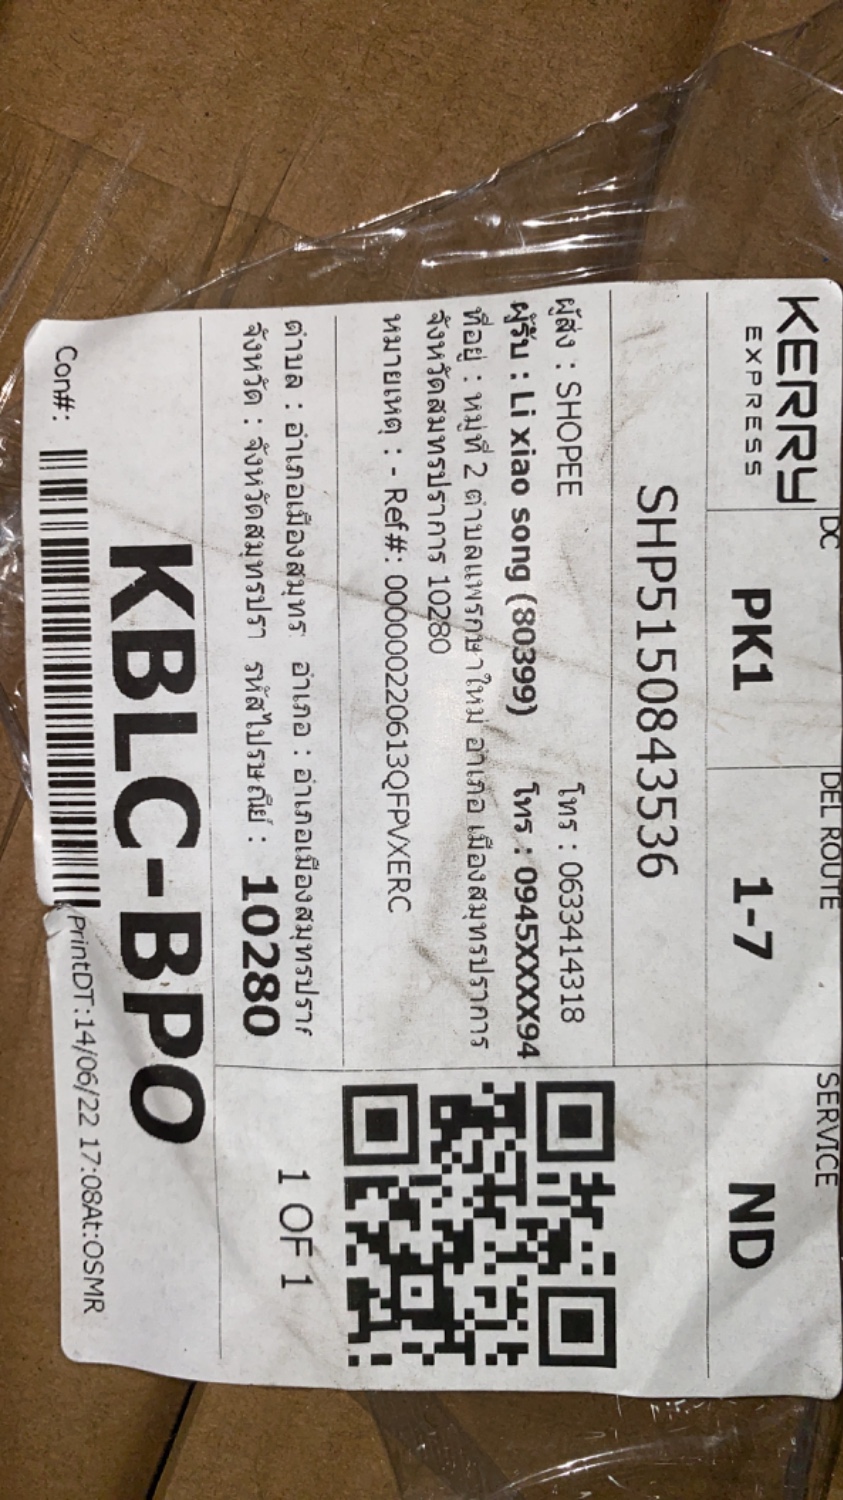 KERRY
EXPRESS
DC
PK1
DEL ROUTE
1-7
SERVICE
ND
SHP5150843536
ผู้ส่ง : SHOPEE โทร : 0633414318
ผู้รับ : Li xiao song (80399) โทร : 0945XXXX94
ที่อยู่ : หมู่ที่ 2 ตำบลแพรกษาใหม่ อำเภอ เมืองสมุทรปราการ
จังหวัดสมุทรปราการ 10280
หมายเหตุ : - Ref#: 000000220613QFPVXERC
ตำบล : อำเภอเมืองสมุทร อำเภอ : อำเภอเมืองสมุทรปราก
จังหวัด : จังหวัดสมุทรปรา รหัสไปรษณีย์ : 10280
1 OF 1
KBLC-BPO
Con#:
PrintDT:14/06/22 17:08At:OSMR